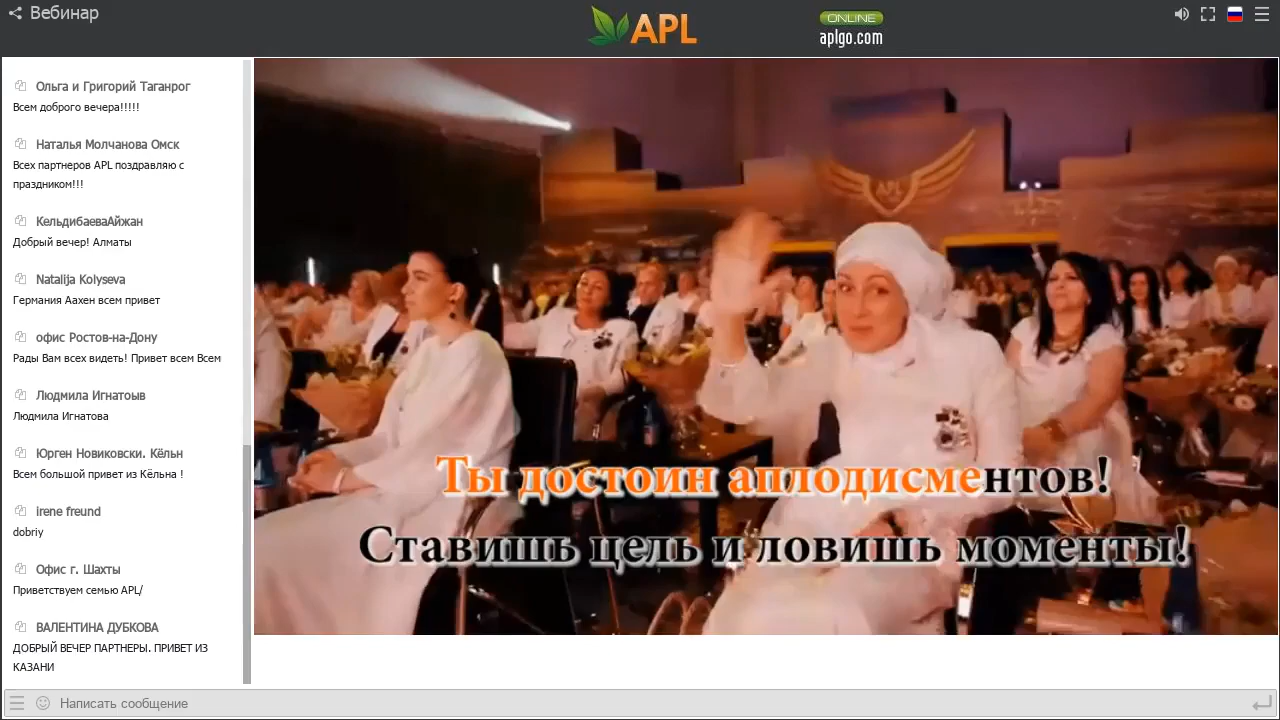 Вебинар
APL
ONLINE
aplgo.com
Ольга и Григорий Таганрог
Всем доброго вечера!!!!!
Наталья Молчанова Омск
Всех партнеров APL поздравляю с
праздником!!!
КельдибаеваАйжан
Добрый вечер! Алматы
Natalija Kolyseva
Германия Аахен всем привет
офис Ростов-на-Дону
Рады Вам всех видеть! Привет всем Всем
Людмила Игнатоыв
Людмила Игнатова
Юрген Новиковски. Кёльн
Всем большой привет из Кёльна !
irene freund
dobriy
Офис г. Шахты
Приветствуем семью APL/
ВАЛЕНТИНА ДУБКОВА
ДОБРЫЙ ВЕЧЕР ПАРТНЕРЫ. ПРИВЕТ ИЗ
КАЗАНИ
APL
Ты достоин аплодисментов!
Ставишь цель и ловишь моменты!
Написать сообщение